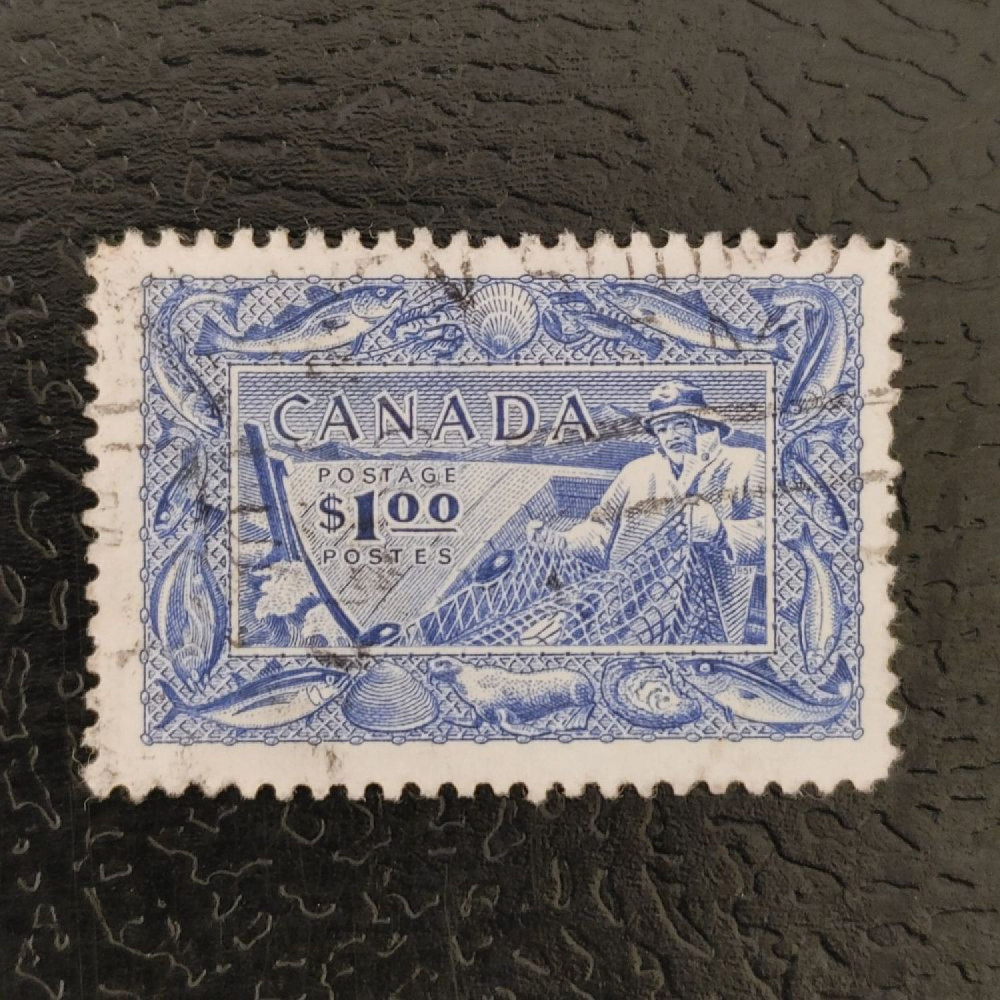 CANADA
POSTAGE
$1.00
POSTES